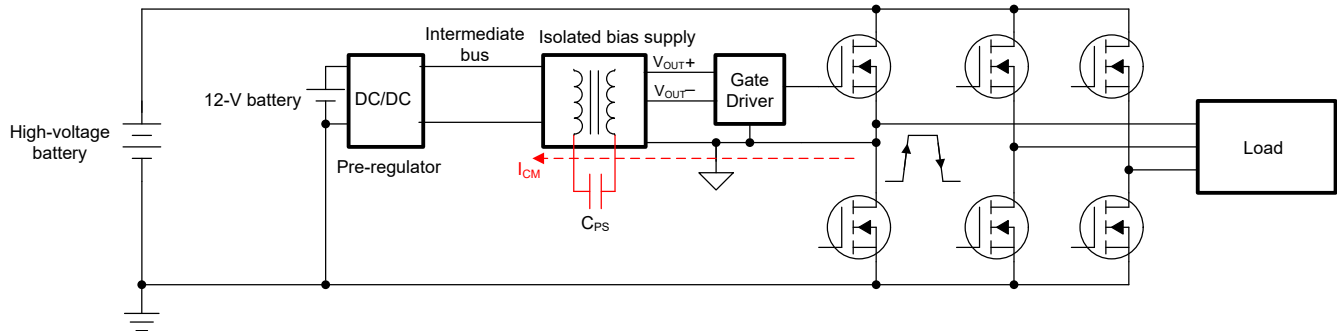 High-voltage
battery
12-V battery
DC/DC
Pre-regulator
Intermediate
bus
Isolated bias supply
VOUT+
VOUT−
Gate
Driver
ICM
CPS
Load